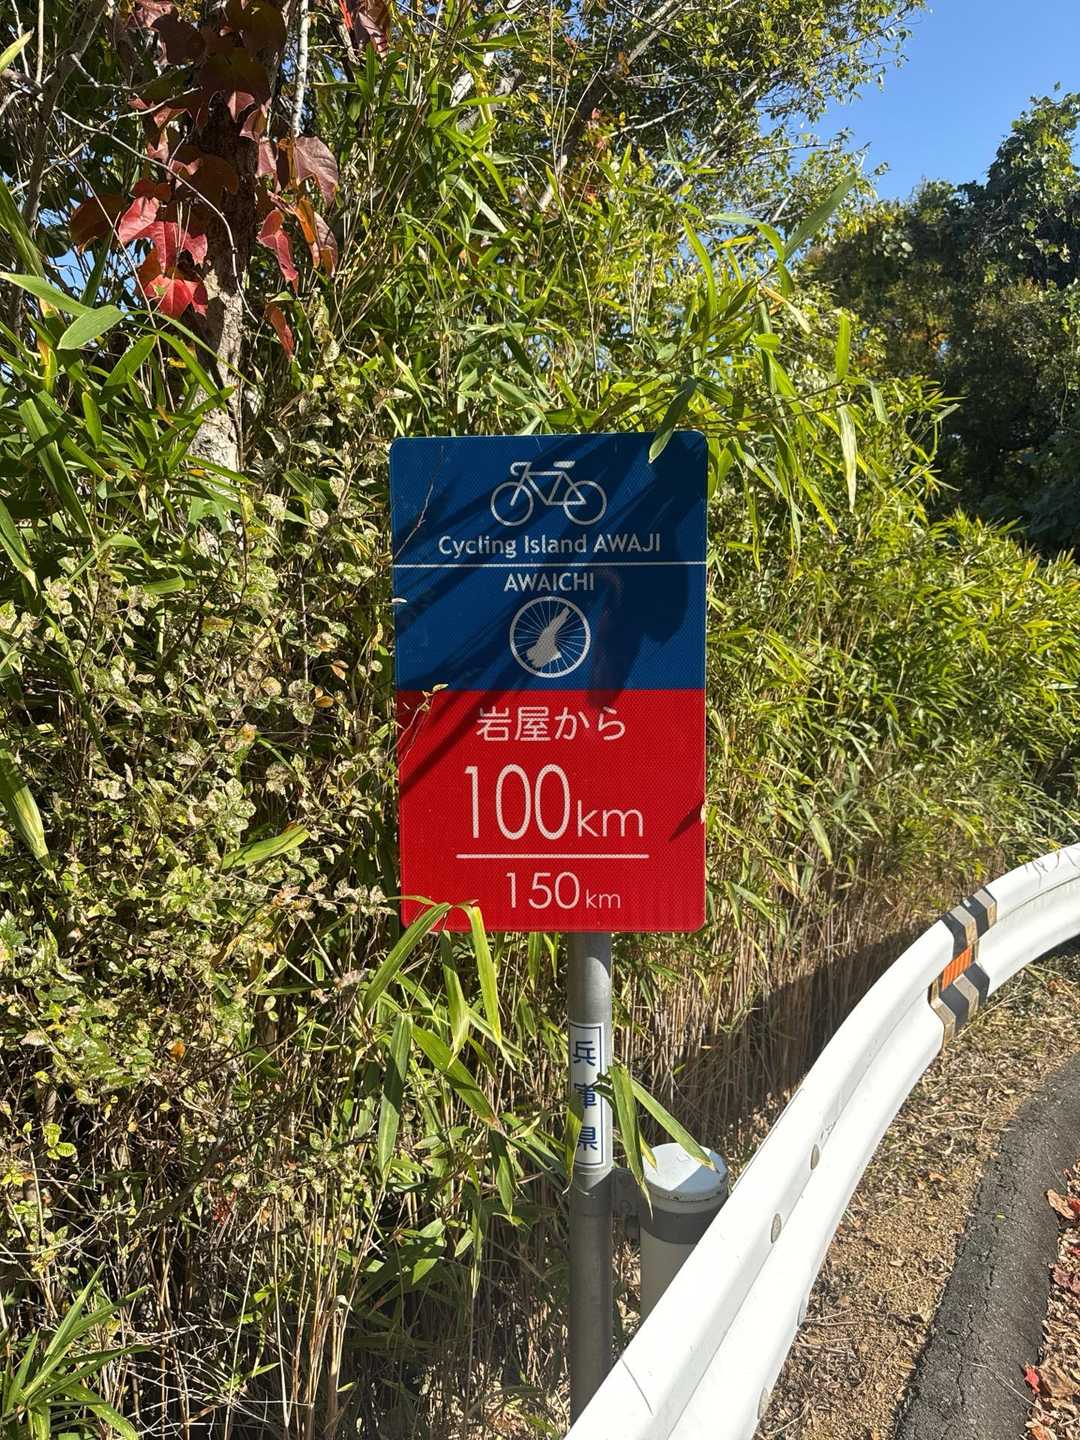 Cycling Island AWAJI
AWAICHI
岩屋から
100km
150km
兵庫県